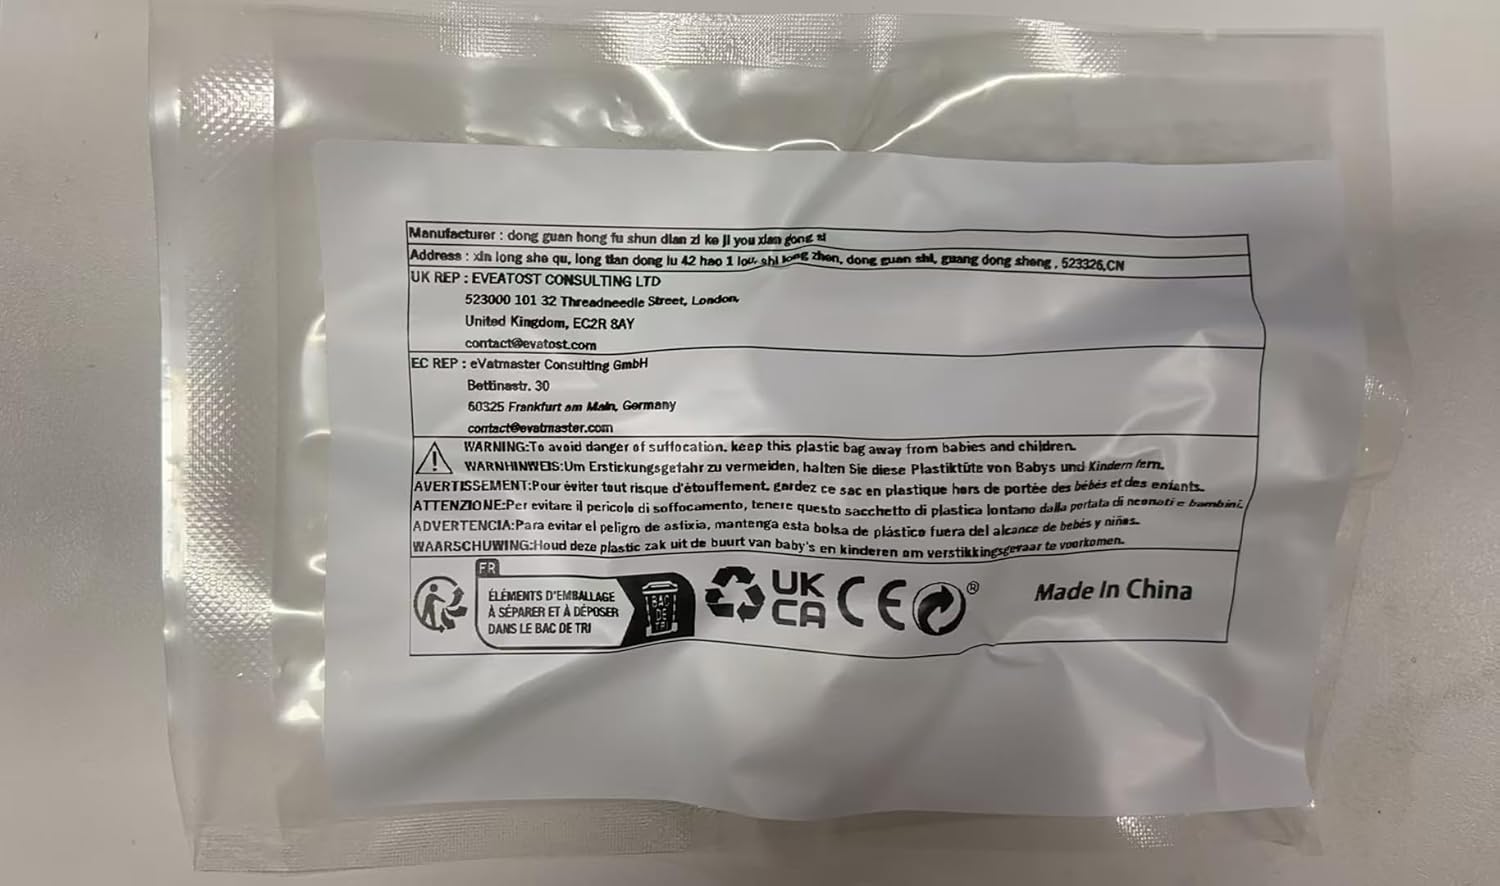 Manufacturer : dong guan hong fu shun dian zi ke ji you xian gong si
Address : xin long she qu, long tian dong lu 42 hao 1 lou, shi long zhen, dong guan shi, guang dong sheng , 523326,CN
UK REP : EVEATOST CONSULTING LTD
523000 101 32 Threadneedle Street, London,
United Kingdom, EC2R 8AY
contact@evatost.com
EC REP : eVatmaster Consulting GmbH
Bettinastr. 30
60325 Frankfurt am Main, Germany
contact@evatmaster.com
WARNING:To avoid danger of suffocation, keep this plastic bag away from babies and children.
WARNHINWEIS:Um Erstickungsgefahr zu vermeiden, halten Sie diese Plastiktüte von Babys und Kindern fern.
AVERTISSEMENT:Pour éviter tout risque d'étouffement, gardez ce sac en plastique hors de portée des bébés et des enfants.
ATTENZIONE:Per evitare il pericolo di soffocamento, tenere questo sacchetto di plastica lontano dalla portata di neonati e bambini.
ADVERTENCIA:Para evitar el peligro de asfixia, mantenga esta bolsa de plástico fuera del alcance de bebés y niños.
WAARSCHUWING:Houd deze plastic zak uit de buurt van baby's en kinderen om verstikkingsgevaar te voorkomen.
FR
ÉLÉMENTS D'EMBALLAGE
À SÉPARER ET À DÉPOSER
DANS LE BAC DE TRI
BAC
DE
TRI
UK
CA
CE
®
Made In China